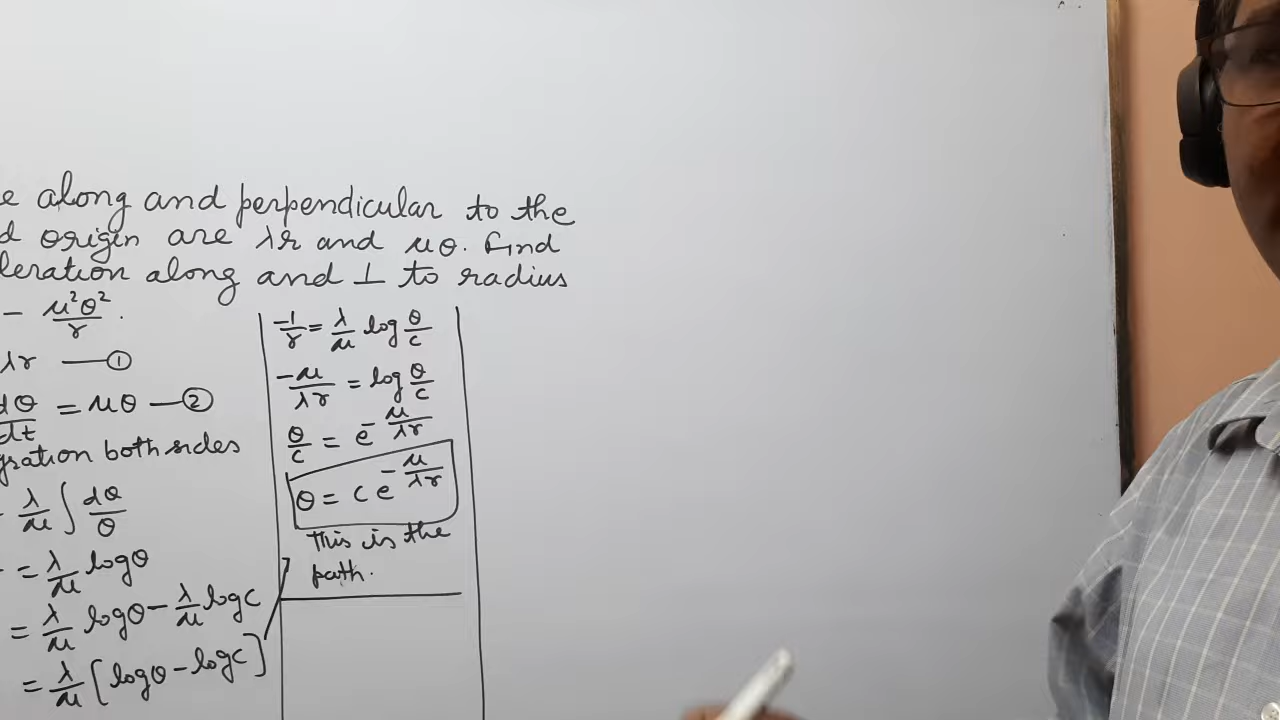 along and perpendicular to the
origin are λr and μθ. Find
along and ⊥ to radius
- μ²θ²/r.
λr — ①
dθ/dt = μθ — ②
both sides
λ/μ ∫ dθ/θ
= λ/μ logθ
= λ/μ logθ - λ/μ logc
= λ/μ [logθ - logc]
-1/r = λ/μ log θ/c
-μ/λr = log θ/c
θ/c = e^(-μ/λr)
θ = c e^(-μ/λr)
this is the
path.